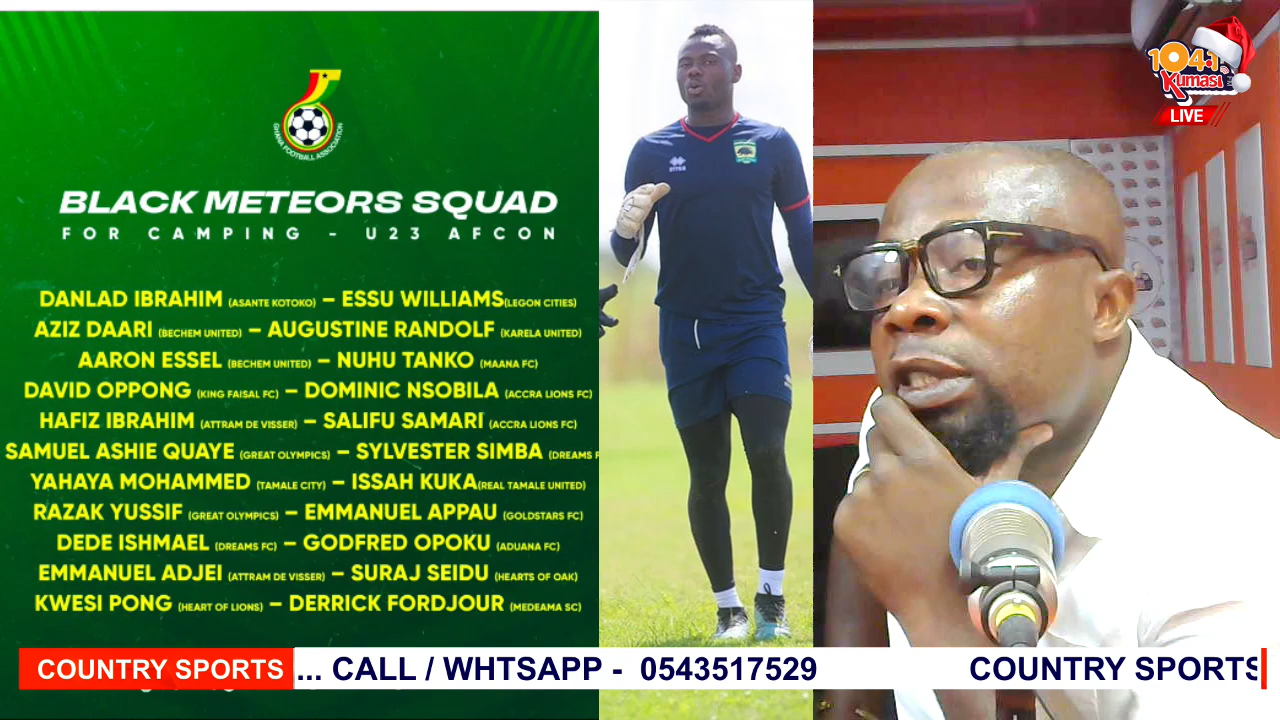 GHANA FOOTBALL ASSOCIATION
BLACK METEORS SQUAD
FOR CAMPING - U23 AFCON
DANLAD IBRAHIM (ASANTE KOTOKO) – ESSU WILLIAMS(LEGON CITIES)
AZIZ DAARI (BECHEM UNITED) – AUGUSTINE RANDOLF (KARELA UNITED)
AARON ESSEL (BECHEM UNITED) – NUHU TANKO (MAANA FC)
DAVID OPPONG (KING FAISAL FC) – DOMINIC NSOBILA (ACCRA LIONS FC)
HAFIZ IBRAHIM (ATTRAM DE VISSER) – SALIFU SAMARI (ACCRA LIONS FC)
SAMUEL ASHIE QUAYE (GREAT OLYMPICS) – SYLVESTER SIMBA (DREAMS F
YAHAYA MOHAMMED (TAMALE CITY) – ISSAH KUKA(REAL TAMALE UNITED)
RAZAK YUSSIF (GREAT OLYMPICS) – EMMANUEL APPAU (GOLDSTARS FC)
DEDE ISHMAEL (DREAMS FC) – GODFRED OPOKU (ADUANA FC)
EMMANUEL ADJEI (ATTRAM DE VISSER) – SURAJ SEIDU (HEARTS OF OAK)
KWESI PONG (HEART OF LIONS) – DERRICK FORDJOUR (MEDEAMA SC)
104.1
Kumasi
LIVE
COUNTRY SPORTS ... CALL / WHTSAPP - 0543517529 COUNTRY SPORTS